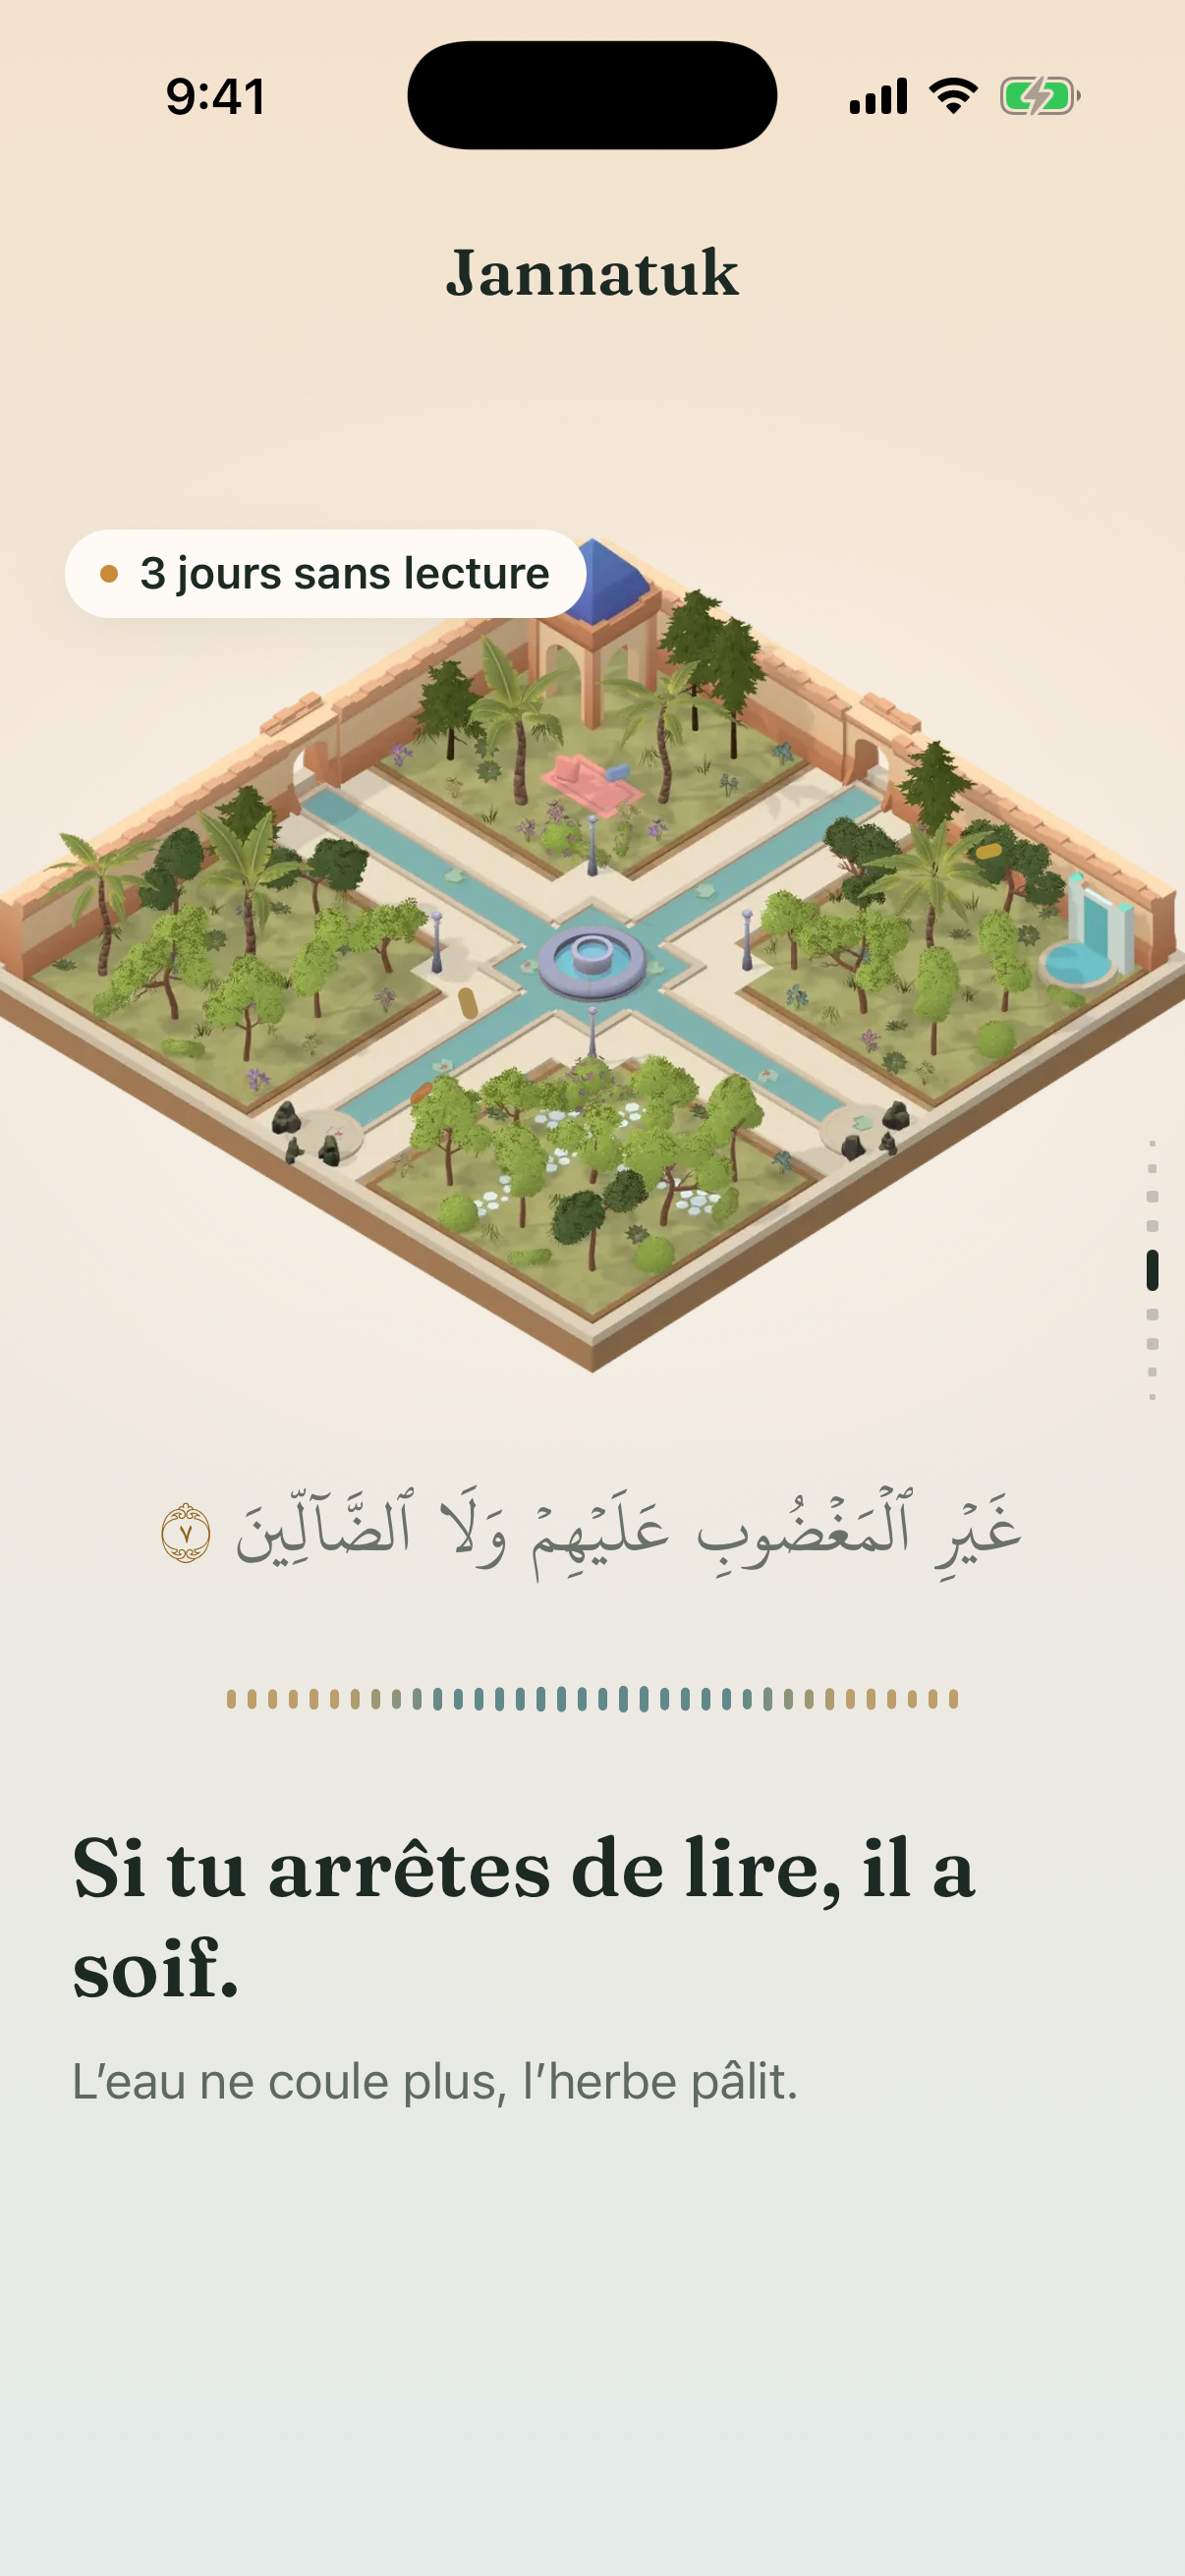 9:41
Jannatuk
3 jours sans lecture
غَيْرِ ٱلْمَغْضُوبِ عَلَيْهِمْ وَلَا ٱلضَّآلِّينَ ٧
Si tu arrêtes de lire, il a
soif.
L’eau ne coule plus, l’herbe pâlit.